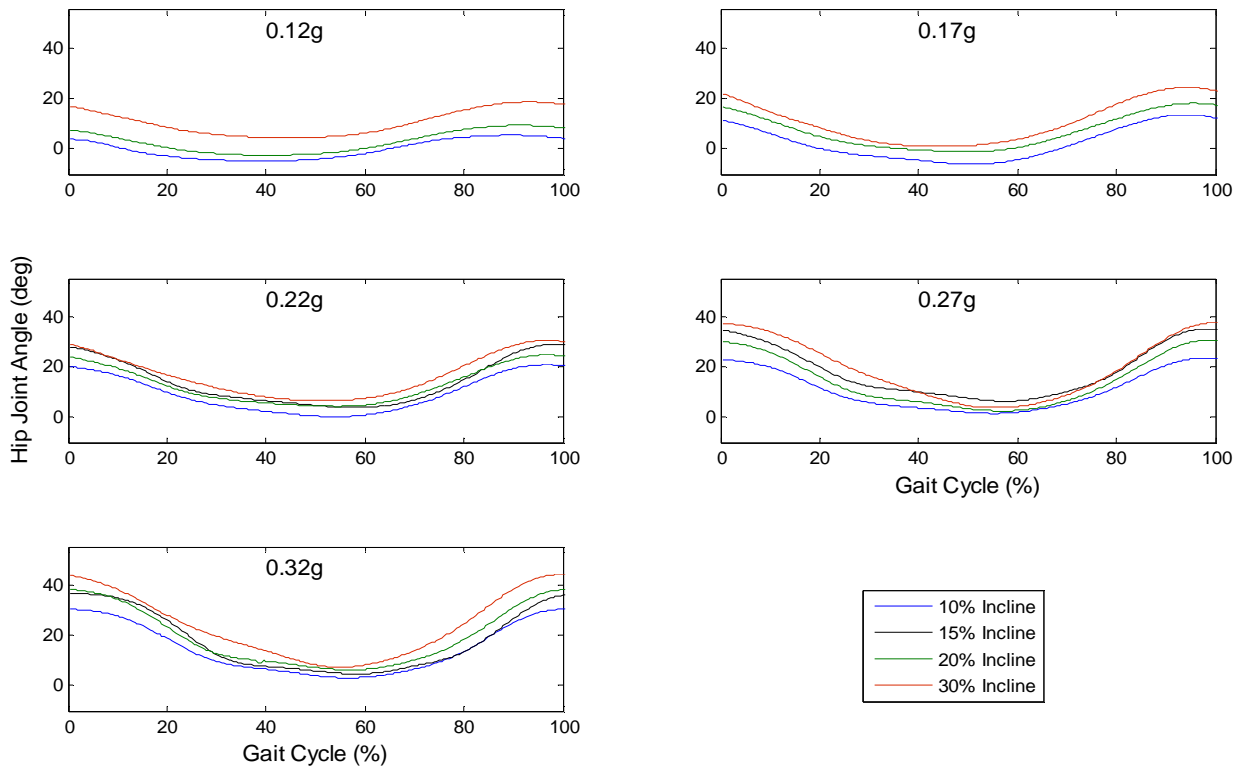 0.12g
40
20
0
0 20 40 60 80 100
0.17g
40
20
0
0 20 40 60 80 100
Hip Joint Angle (deg)
0.22g
40
20
0
0 20 40 60 80 100
0.27g
40
20
0
0 20 40 60 80 100
Gait Cycle (%)
0.32g
40
20
0
0 20 40 60 80 100
Gait Cycle (%)
10% Incline
15% Incline
20% Incline
30% Incline